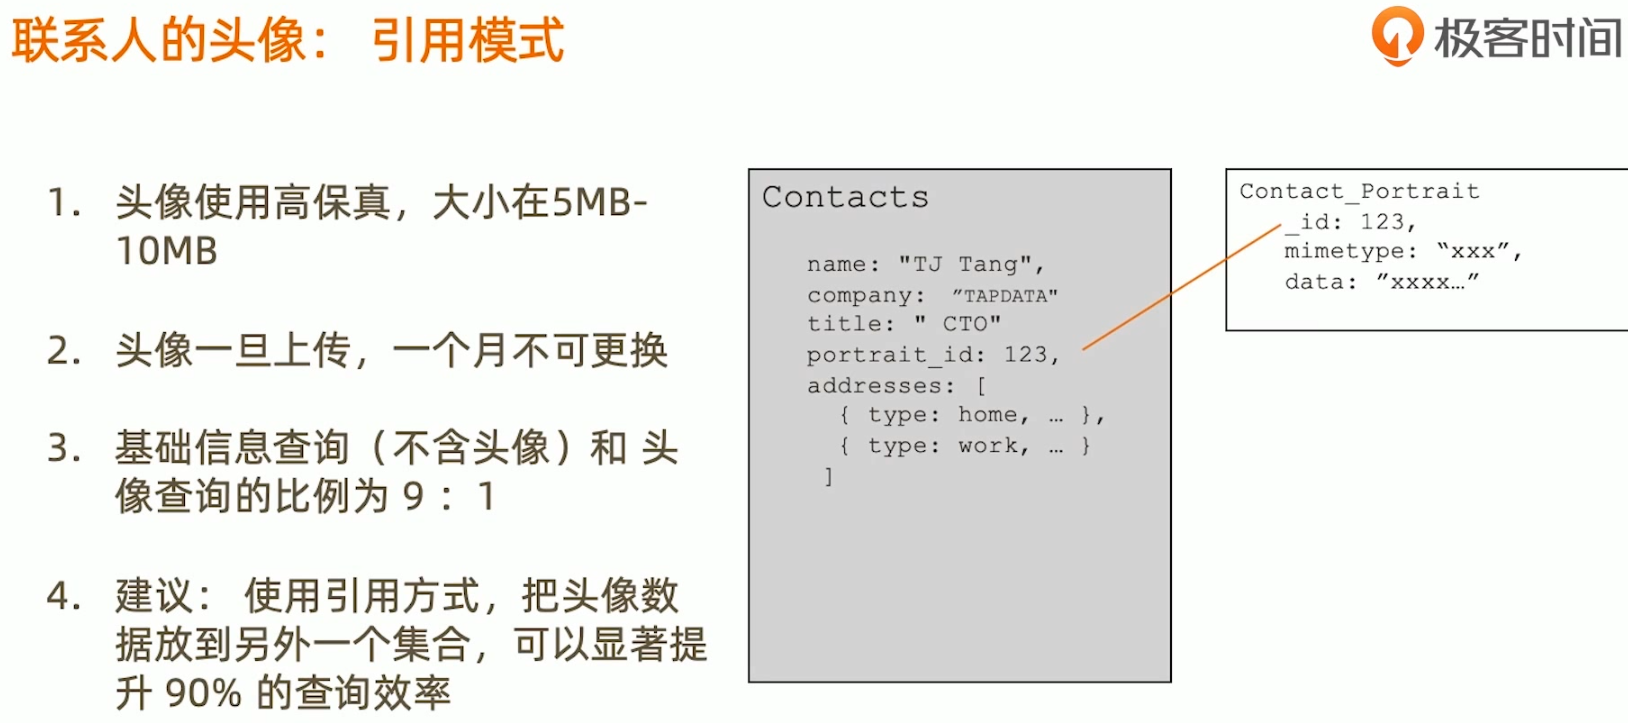 联系人的头像： 引用模式
极客时间
1. 头像使用高保真，大小在5MB-
10MB
2. 头像一旦上传，一个月不可更换
3. 基础信息查询（不含头像）和 头
像查询的比例为 9 ：1
4. 建议： 使用引用方式，把头像数
据放到另外一个集合，可以显著提
升 90% 的查询效率
Contacts
name: "TJ Tang",
company: ”TAPDATA"
title: " CTO"
portrait_id: 123,
addresses: [
{ type: home, … },
{ type: work, … }
]
Contact_Portrait
_id: 123,
mimetype: “xxx”,
data: ”xxxx…”